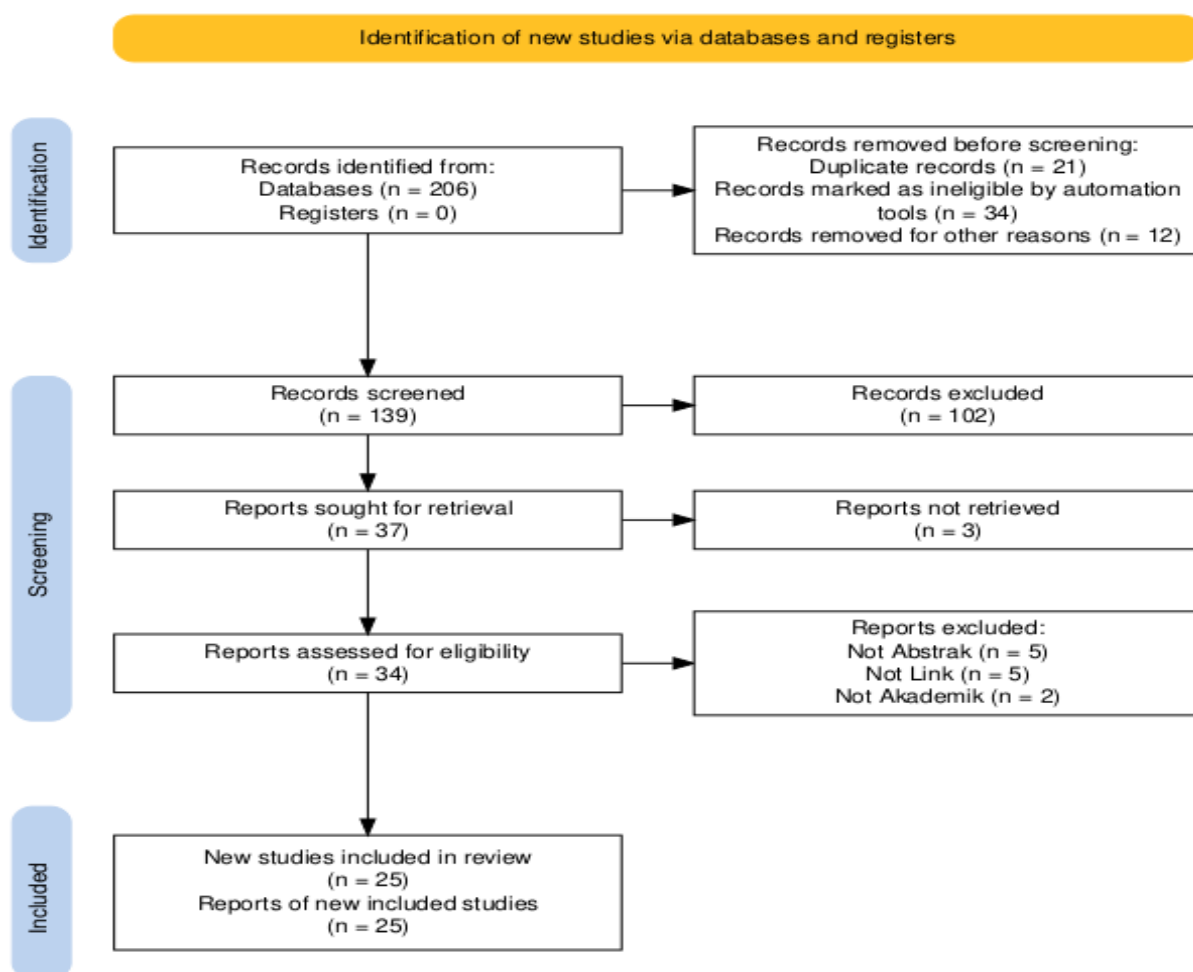 Identification of new studies via databases and registers
Identification
Records identified from:
Databases (n = 206)
Registers (n = 0)
Records removed before screening:
Duplicate records (n = 21)
Records marked as ineligible by automation
tools (n = 34)
Records removed for other reasons (n = 12)
Screening
Records screened
(n = 139)
Records excluded
(n = 102)
Reports sought for retrieval
(n = 37)
Reports not retrieved
(n = 3)
Reports assessed for eligibility
(n = 34)
Reports excluded:
Not Abstrak (n = 5)
Not Link (n = 5)
Not Akademik (n = 2)
Included
New studies included in review
(n = 25)
Reports of new included studies
(n = 25)